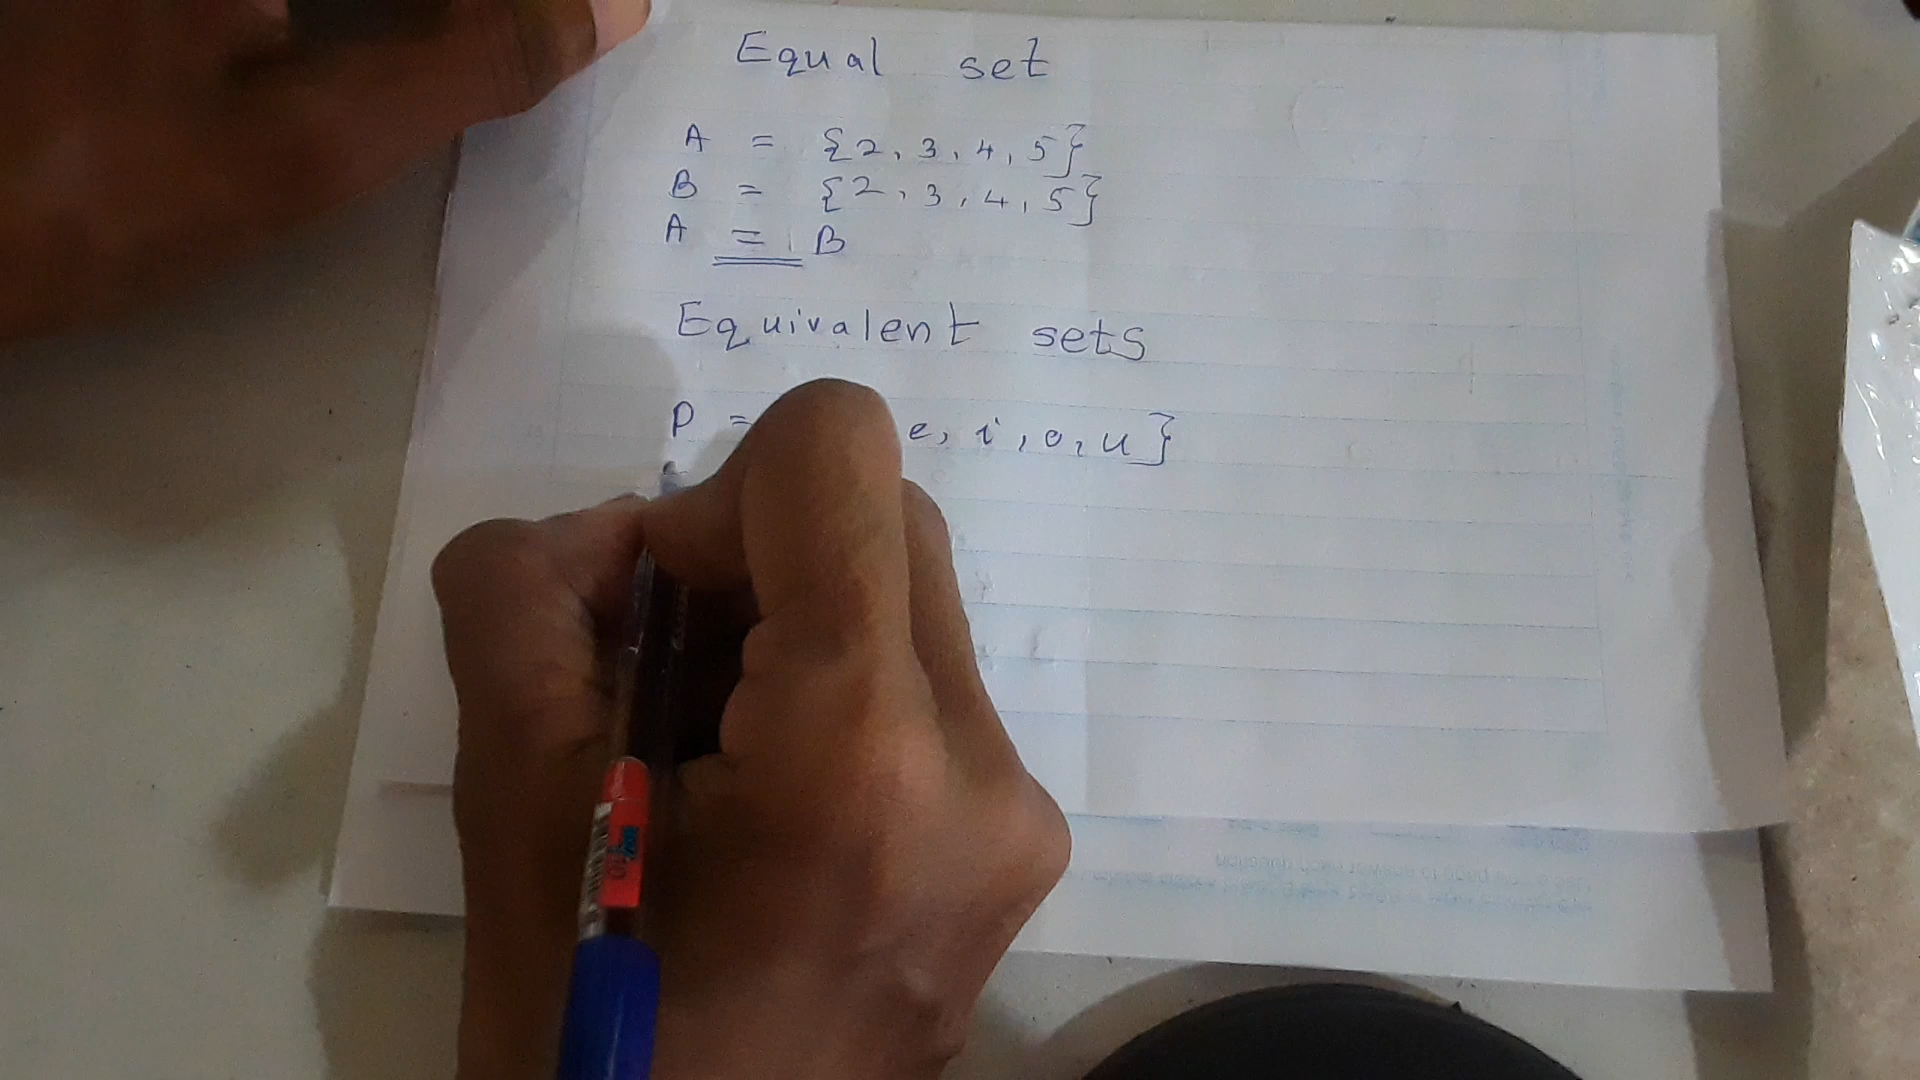 Equal set
A = {2, 3, 4, 5}
B = {2, 3, 4, 5}
A = B
Equivalent sets
P = e, i, o, u}